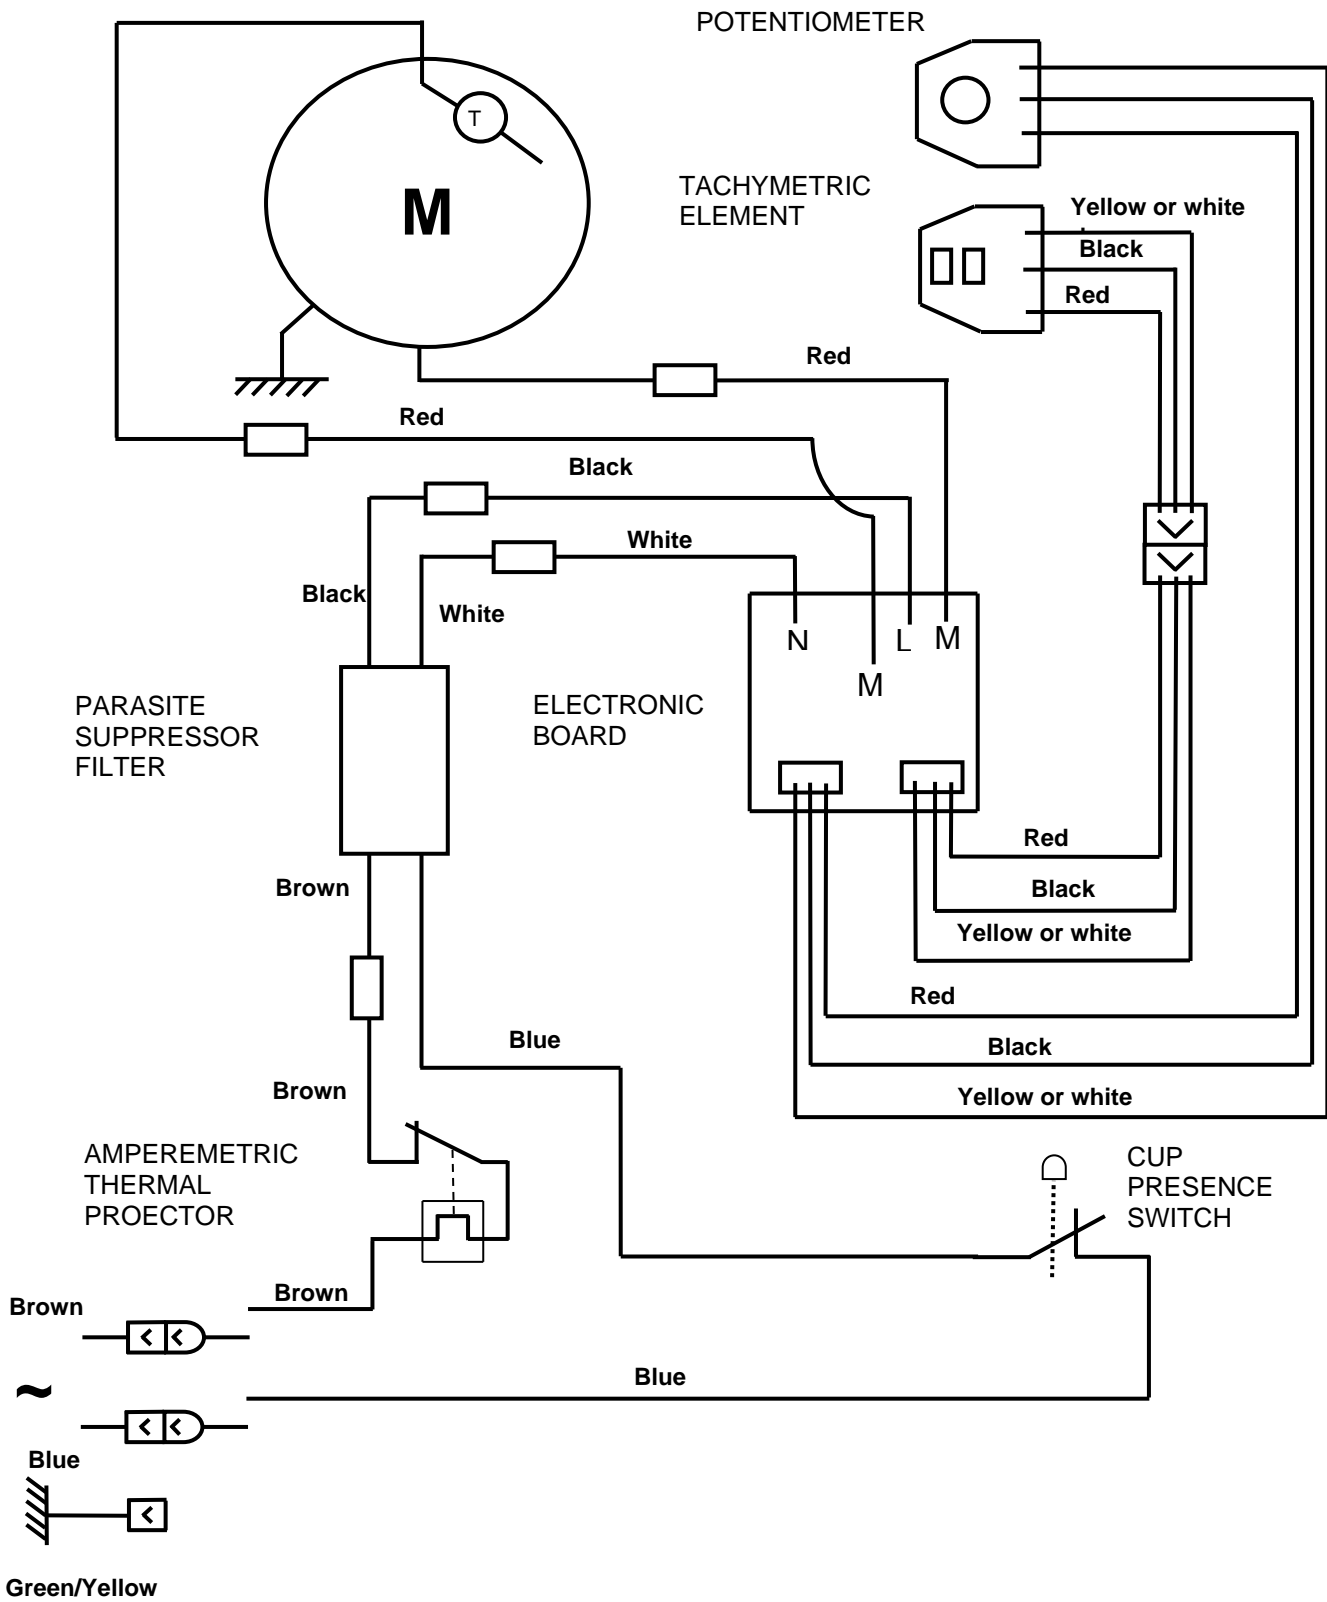 POTENTIOMETER
T
M
TACHYMETRIC
ELEMENT
Yellow or white
Black
Red
Red
Red
Black
White
Black
White
N
L
M
M
PARASITE
SUPPRESSOR
FILTER
ELECTRONIC
BOARD
Red
Brown
Black
Yellow or white
Red
Blue
Black
Brown
Yellow or white
AMPEREMETRIC
THERMAL
PROECTOR
CUP
PRESENCE
SWITCH
Brown
Brown
~
Blue
Blue
Green/Yellow